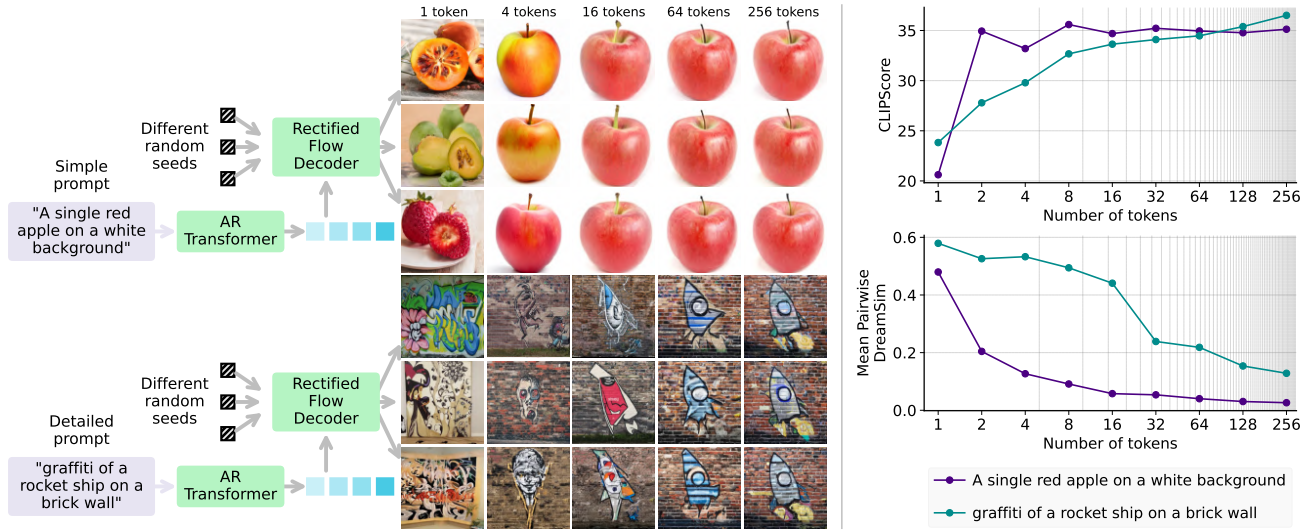 1 token 4 tokens 16 tokens 64 tokens 256 tokens
Different
random
seeds
Rectified
Flow
Decoder
Simple
prompt
"A single red
apple on a white
background"
AR
Transformer
Different
random
seeds
Rectified
Flow
Decoder
Detailed
prompt
"graffiti of a
rocket ship on a
brick wall"
AR
Transformer
CLIPScore
35
30
25
20
1 2 4 8 16 32 64 128 256
Number of tokens
Mean Pairwise
DreamSim
0.6
0.4
0.2
0.0
1 2 4 8 16 32 64 128 256
Number of tokens
A single red apple on a white background
graffiti of a rocket ship on a brick wall